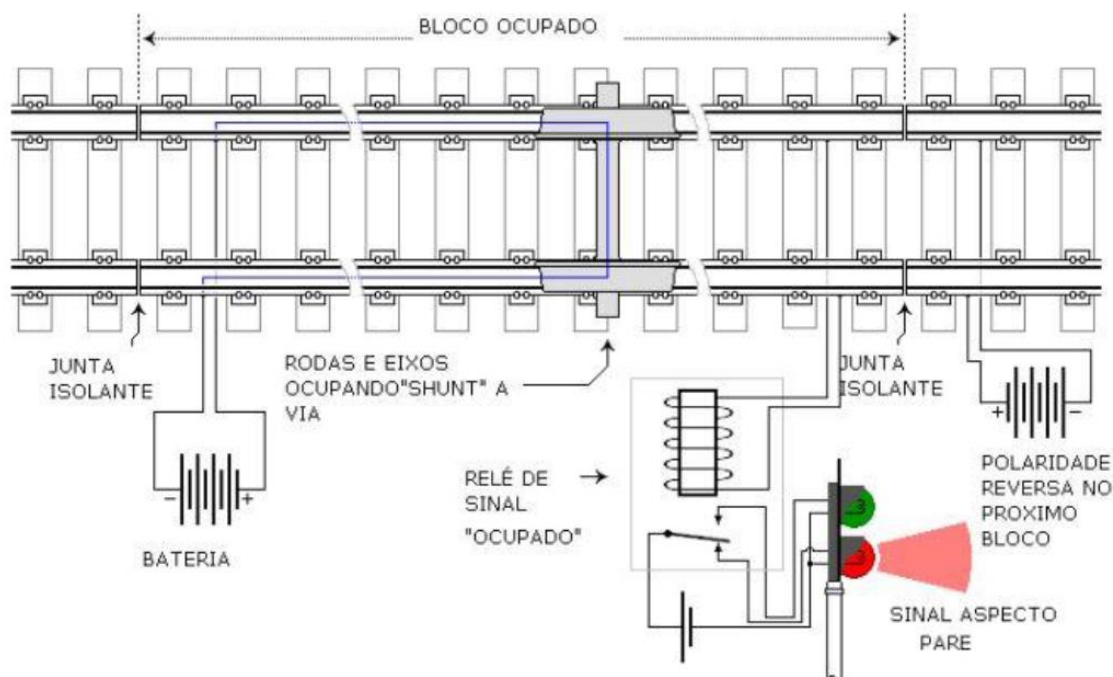 BLOCO OCUPADO
JUNTA
ISOLANTE
RODAS E EIXOS
OCUPANDO"SHUNT" A
VIA
JUNTA
ISOLANTE
- +
BATERIA
RELÉ DE
SINAL
"OCUPADO"
+ -
POLARIDADE
REVERSA NO
PROXIMO
BLOCO
SINAL ASPECTO
PARE